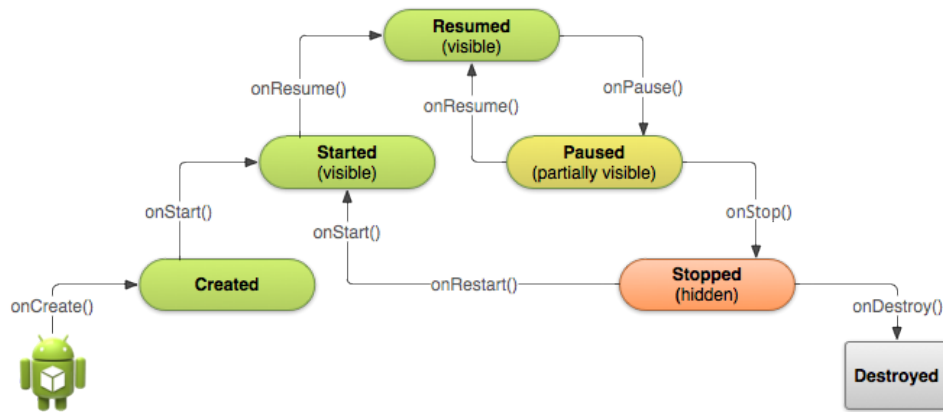 Resumed
(visible)
onResume()
onResume()
onPause()
Started
(visible)
Paused
(partially visible)
onStart()
onStart()
onStop()
Created
onRestart()
Stopped
(hidden)
onCreate()
onDestroy()
Destroyed